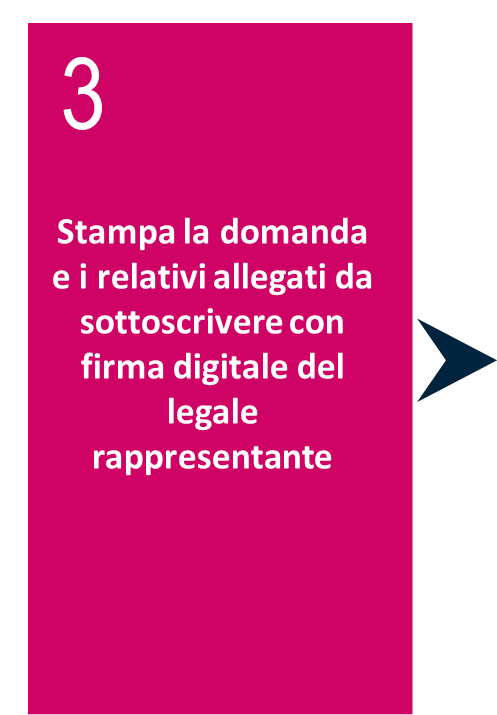 3
Stampa la domanda
e i relativi allegati da
sottoscrivere con
firma digitale del
legale
rappresentante